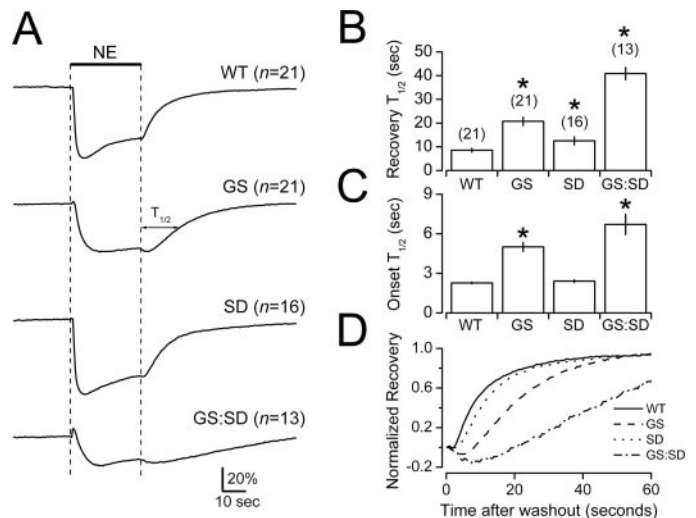 A
NE
WT (n=21)
GS (n=21)
T1/2
SD (n=16)
GS:SD (n=13)
20%
10 sec
B
Recovery T1/2 (sec)
50
40
30
20
10
0
(21)
*
(21)
*
(16)
*
(13)
WT GS SD GS:SD
C
Onset T1/2 (sec)
6
3
0
*
*
WT GS SD GS:SD
D
Normalized Recovery
1.0
0.6
0.2
-0.2
WT
GS
SD
GS:SD
0 20 40 60
Time after washout (seconds)